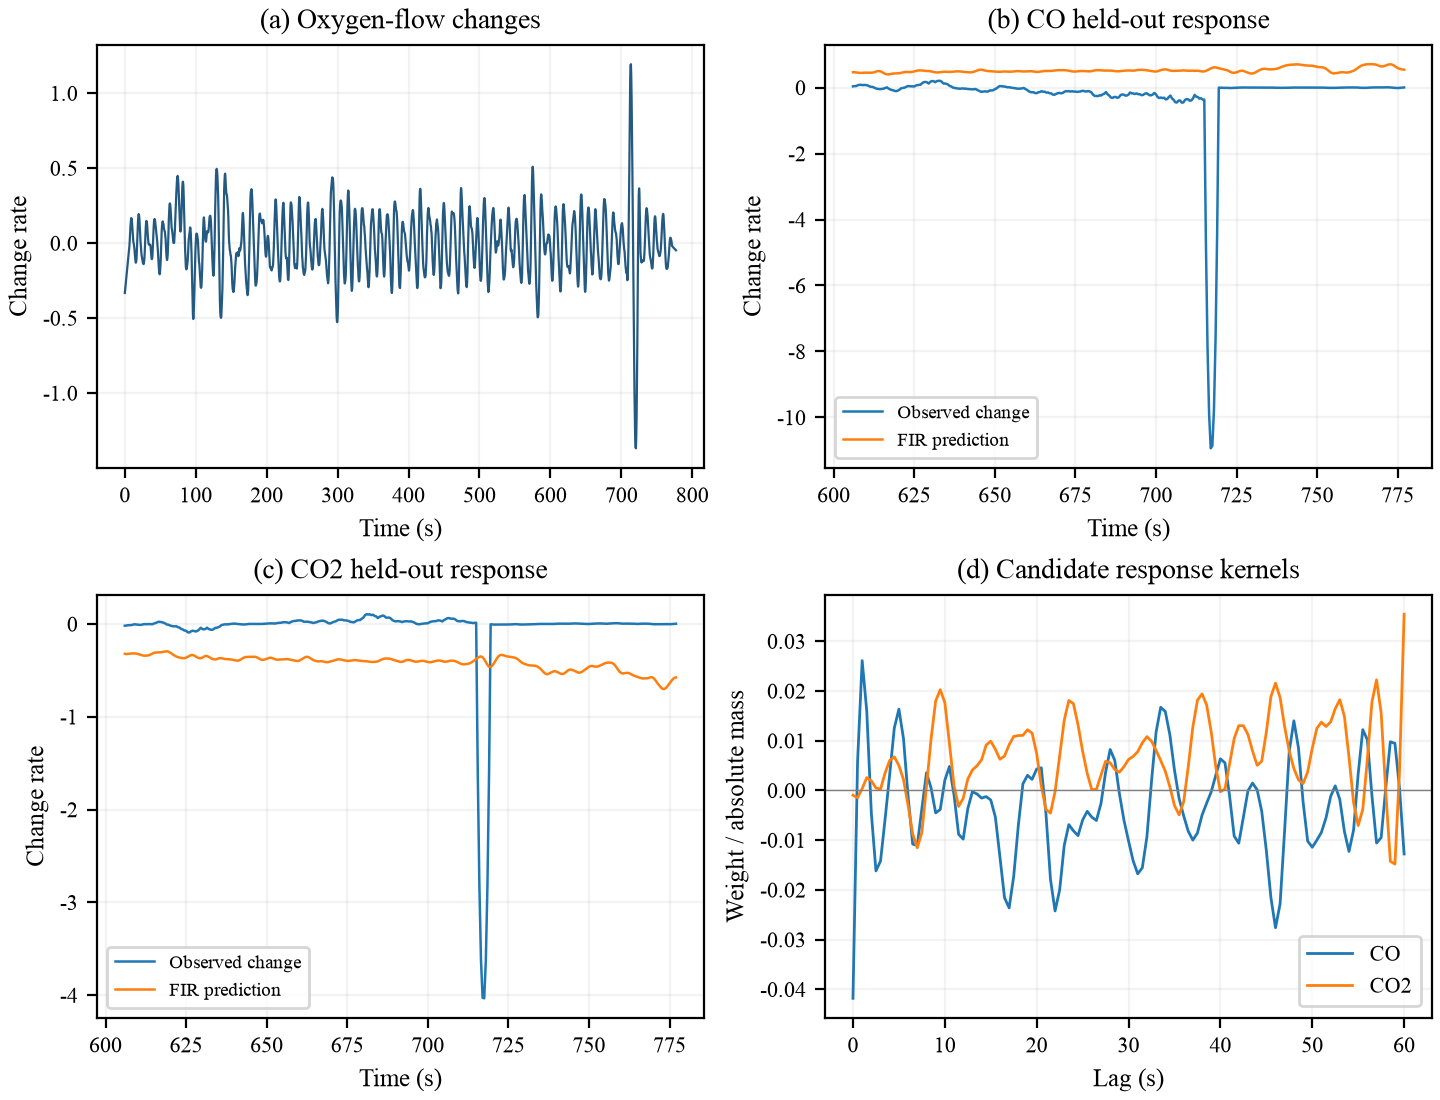 (a) Oxygen-flow changes
Change rate
1.0
0.5
0.0
-0.5
-1.0
0 100 200 300 400 500 600 700 800
Time (s)
(b) CO held-out response
Change rate
0
-2
-4
-6
-8
-10
Observed change
FIR prediction
600 625 650 675 700 725 750 775
Time (s)
(c) CO2 held-out response
Change rate
0
-1
-2
-3
-4
Observed change
FIR prediction
600 625 650 675 700 725 750 775
Time (s)
(d) Candidate response kernels
Weight / absolute mass
0.03
0.02
0.01
0.00
-0.01
-0.02
-0.03
-0.04
CO
CO2
0 10 20 30 40 50 60
Lag (s)